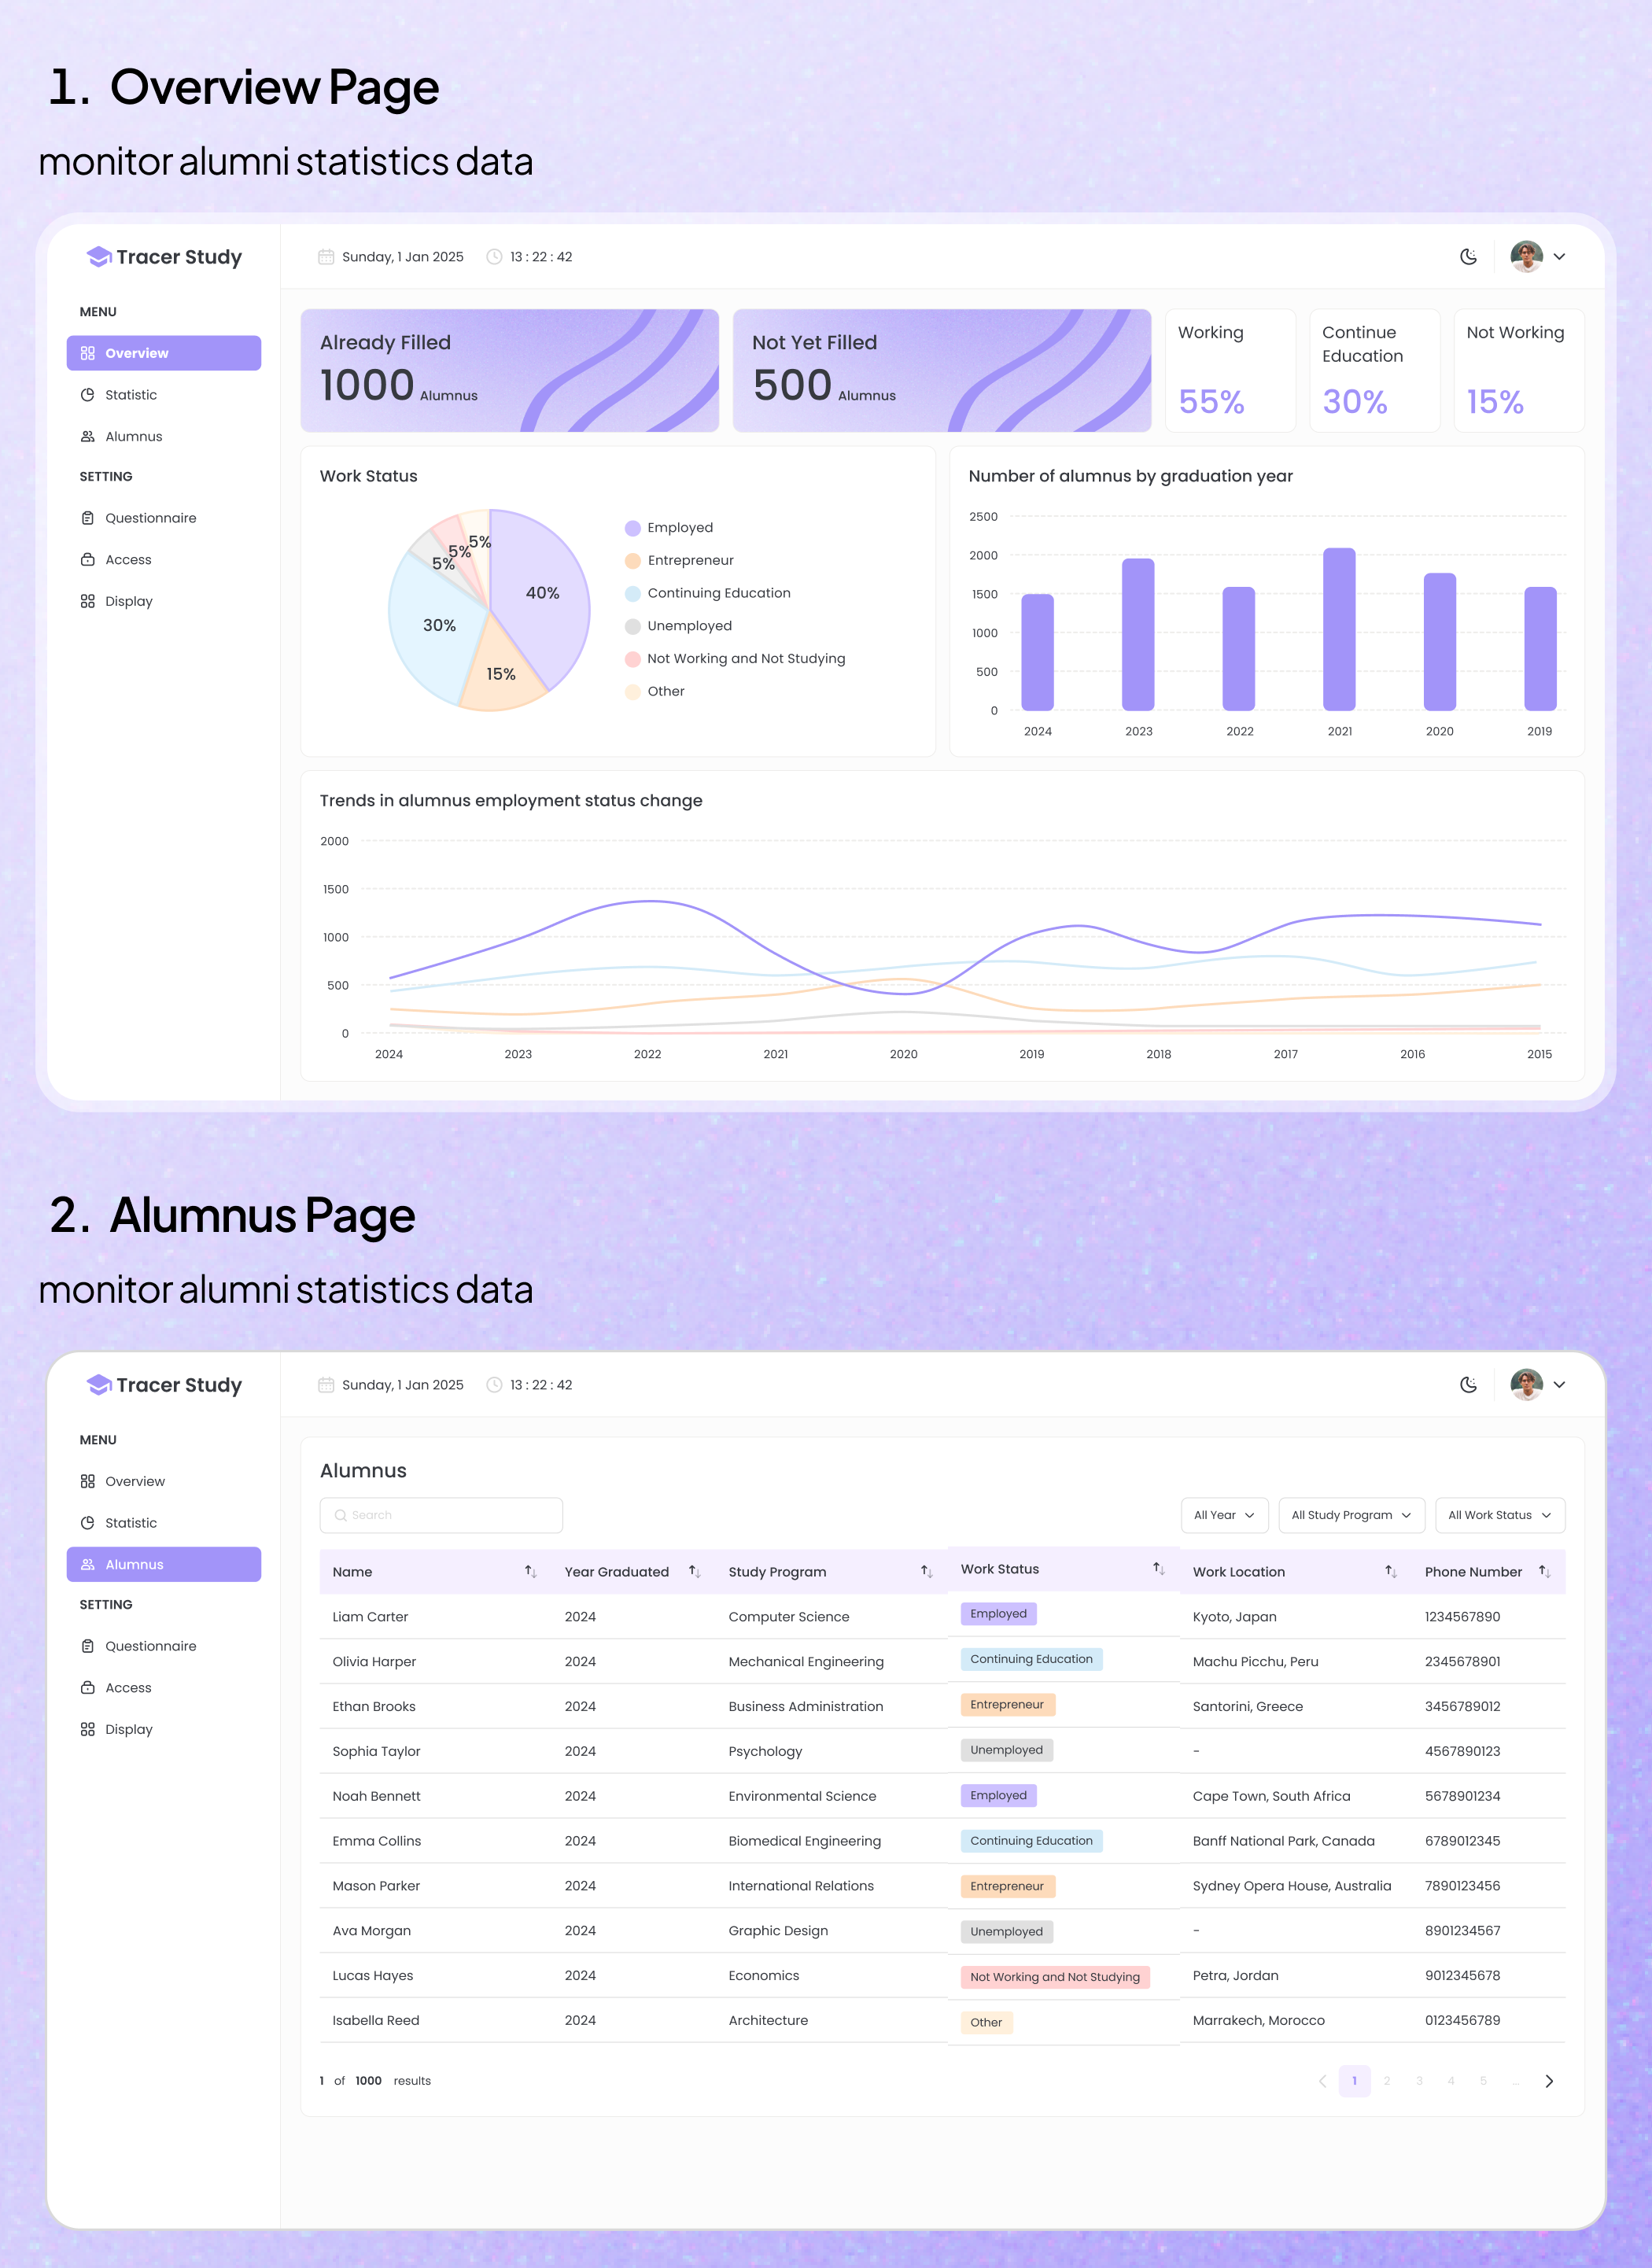 1. Overview Page
monitor alumni statistics data
Tracer Study
Sunday, 1 Jan 2025
13 : 22 : 42
MENU
Overview
Statistic
Alumnus
SETTING
Questionnaire
Access
Display
Already Filled
1000 Alumnus
Not Yet Filled
500 Alumnus
Working
55%
Continue
Education
30%
Not Working
15%
Work Status
5%
5%
5%
40%
30%
15%
Employed
Entrepreneur
Continuing Education
Unemployed
Not Working and Not Studying
Other
Number of alumnus by graduation year
2500
2000
1500
1000
500
0
2024 2023 2022 2021 2020 2019
Trends in alumnus employment status change
2000
1500
1000
500
0
2024 2023 2022 2021 2020 2019 2018 2017 2016 2015
2. Alumnus Page
monitor alumni statistics data
Tracer Study
Sunday, 1 Jan 2025
13 : 22 : 42
MENU
Overview
Statistic
Alumnus
SETTING
Questionnaire
Access
Display
Alumnus
Search
All Year
All Study Program
All Work Status
Name Year Graduated Study Program Work Status Work Location Phone Number
Liam Carter 2024 Computer Science Employed Kyoto, Japan 1234567890
Olivia Harper 2024 Mechanical Engineering Continuing Education Machu Picchu, Peru 2345678901
Ethan Brooks 2024 Business Administration Entrepreneur Santorini, Greece 3456789012
Sophia Taylor 2024 Psychology Unemployed - 4567890123
Noah Bennett 2024 Environmental Science Employed Cape Town, South Africa 5678901234
Emma Collins 2024 Biomedical Engineering Continuing Education Banff National Park, Canada 6789012345
Mason Parker 2024 International Relations Entrepreneur Sydney Opera House, Australia 7890123456
Ava Morgan 2024 Graphic Design Unemployed - 8901234567
Lucas Hayes 2024 Economics Not Working and Not Studying Petra, Jordan 9012345678
Isabella Reed 2024 Architecture Other Marrakech, Morocco 0123456789
1 of 1000 results
1 2 3 4 5 ...